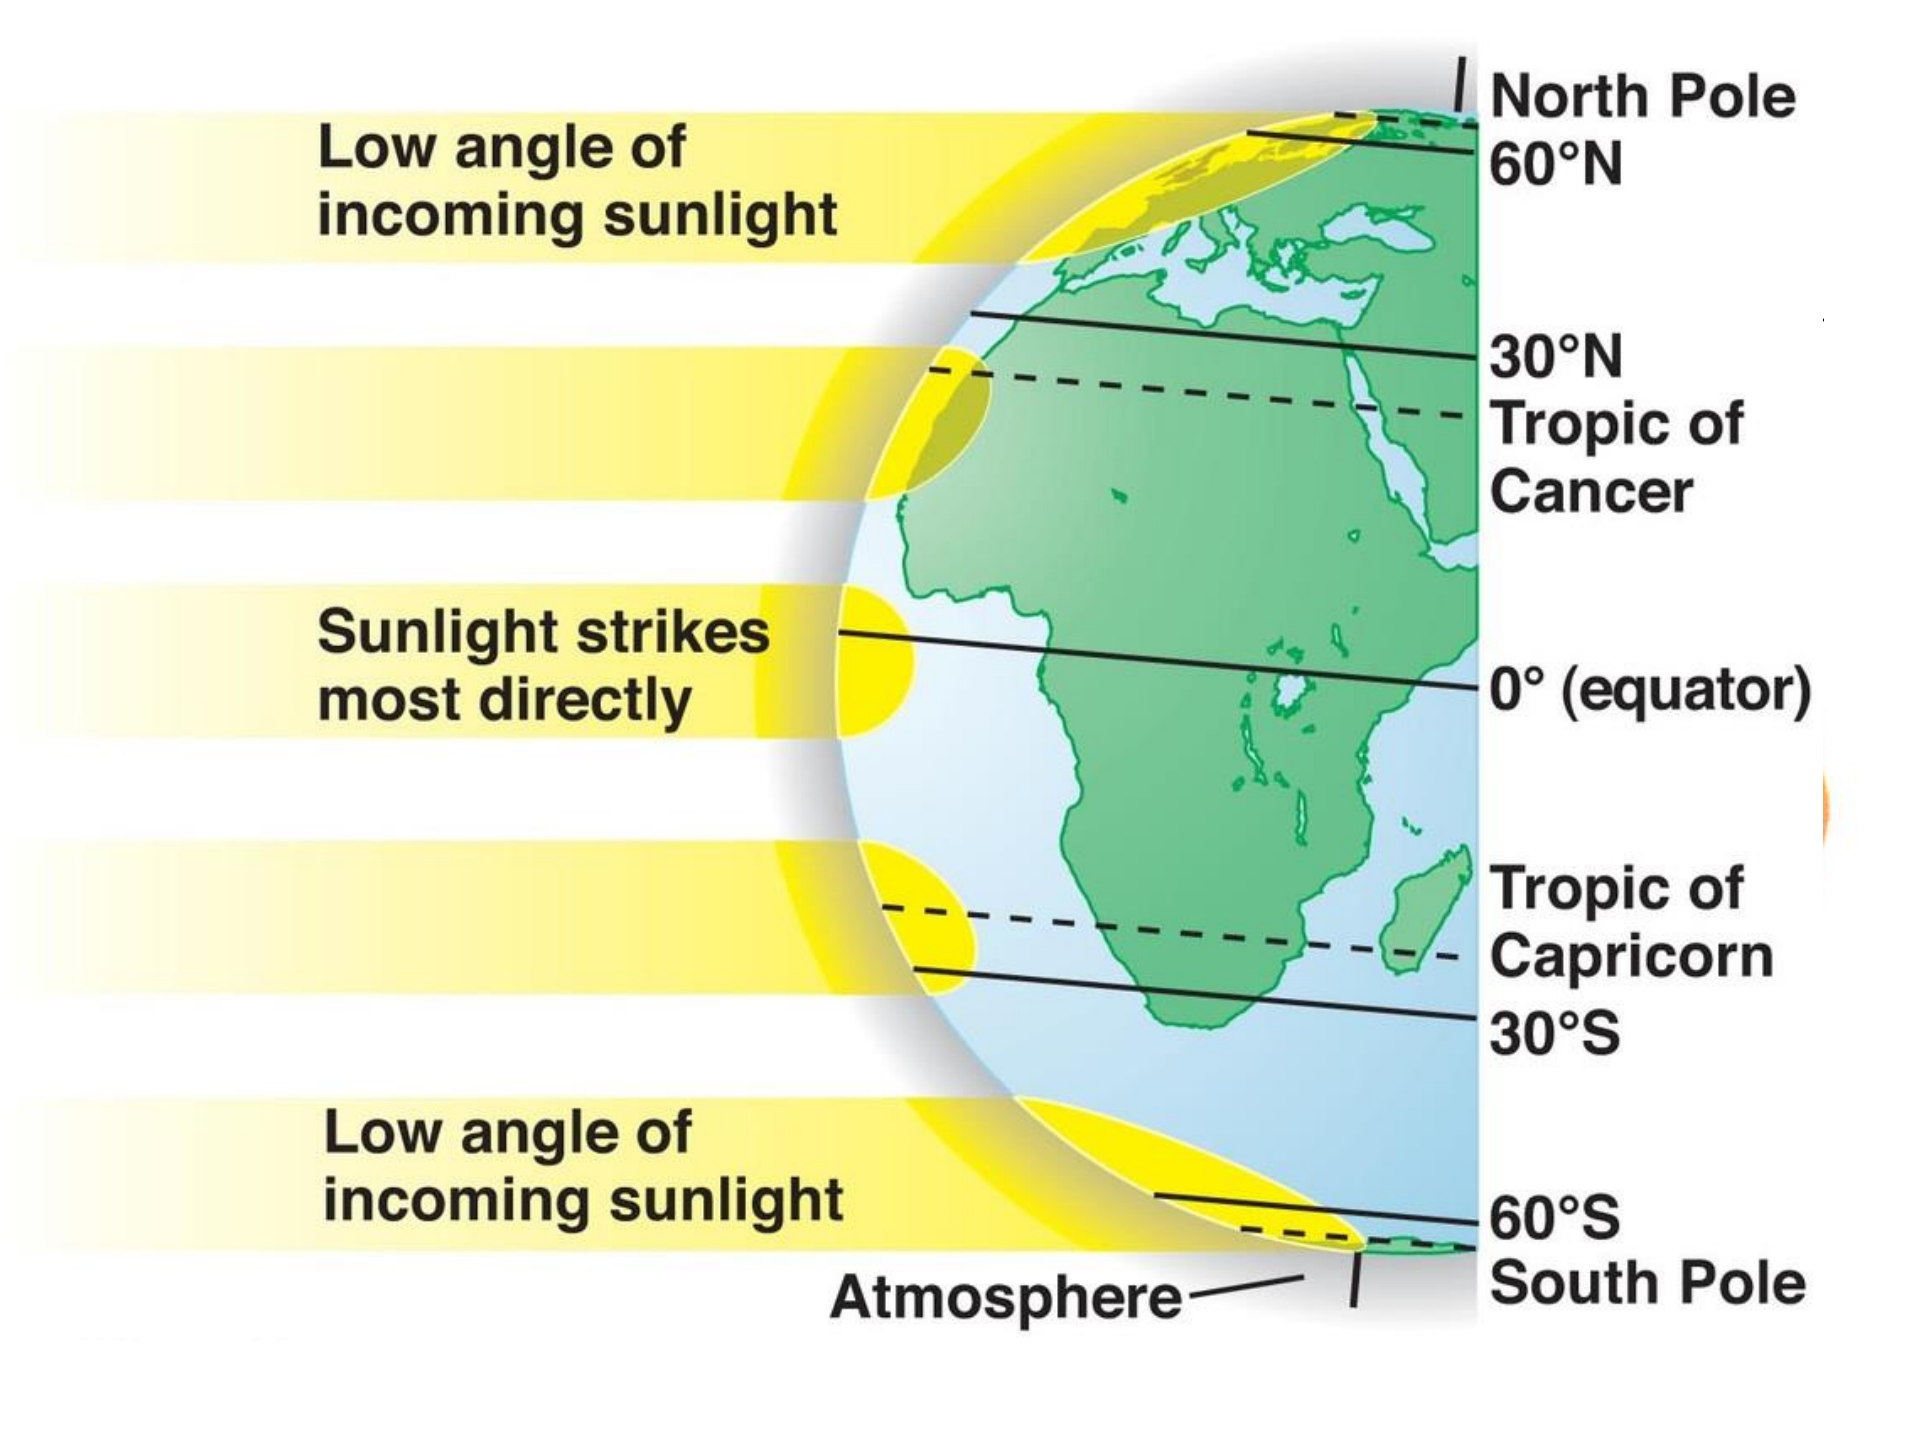 North Pole
Low angle of
incoming sunlight
60°N
30°N
Tropic of
Cancer
Sunlight strikes
most directly
0° (equator)
Tropic of
Capricorn
30°S
Low angle of
incoming sunlight
60°S
South Pole
Atmosphere